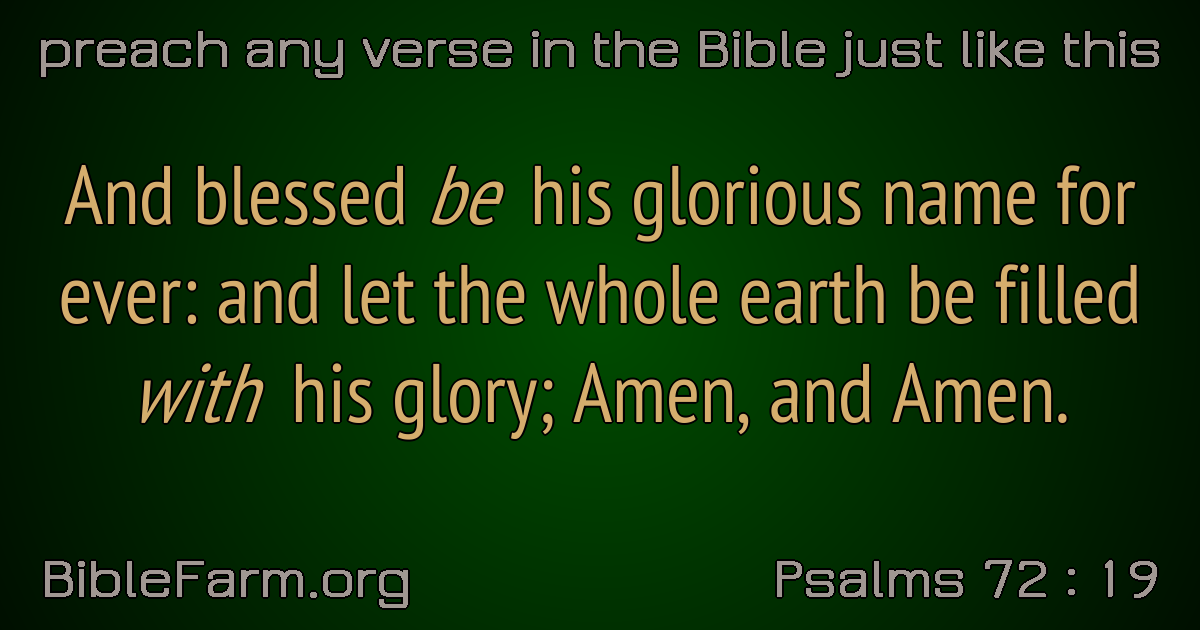 preach any verse in the Bible just like this
And blessed be his glorious name for
ever: and let the whole earth be filled
with his glory; Amen, and Amen.
BibleFarm.org
Psalms 72 : 19